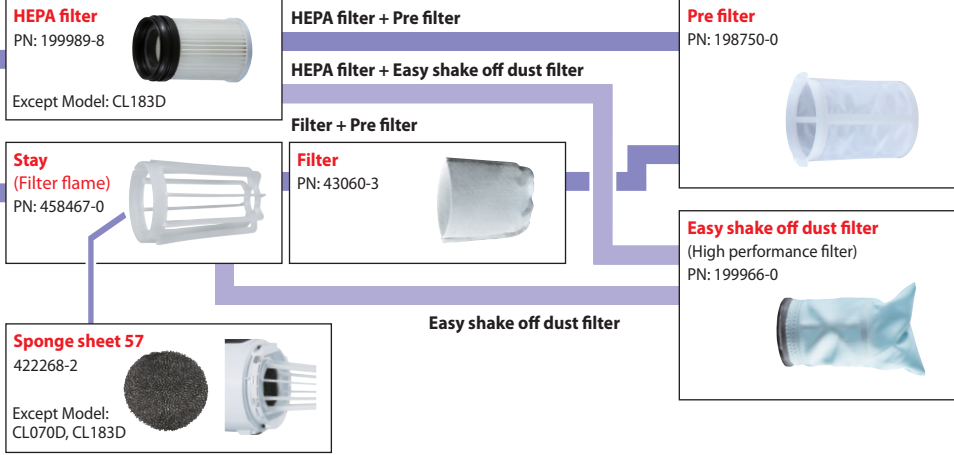 HEPA filter
PN: 199989-8
Except Model: CL183D
HEPA filter + Pre filter
HEPA filter + Easy shake off dust filter
Filter + Pre filter
Pre filter
PN: 198750-0
Stay
(Filter flame)
PN: 458467-0
Filter
PN: 43060-3
Easy shake off dust filter
(High performance filter)
PN: 199966-0
Easy shake off dust filter
Sponge sheet 57
422268-2
Except Model:
CL070D, CL183D